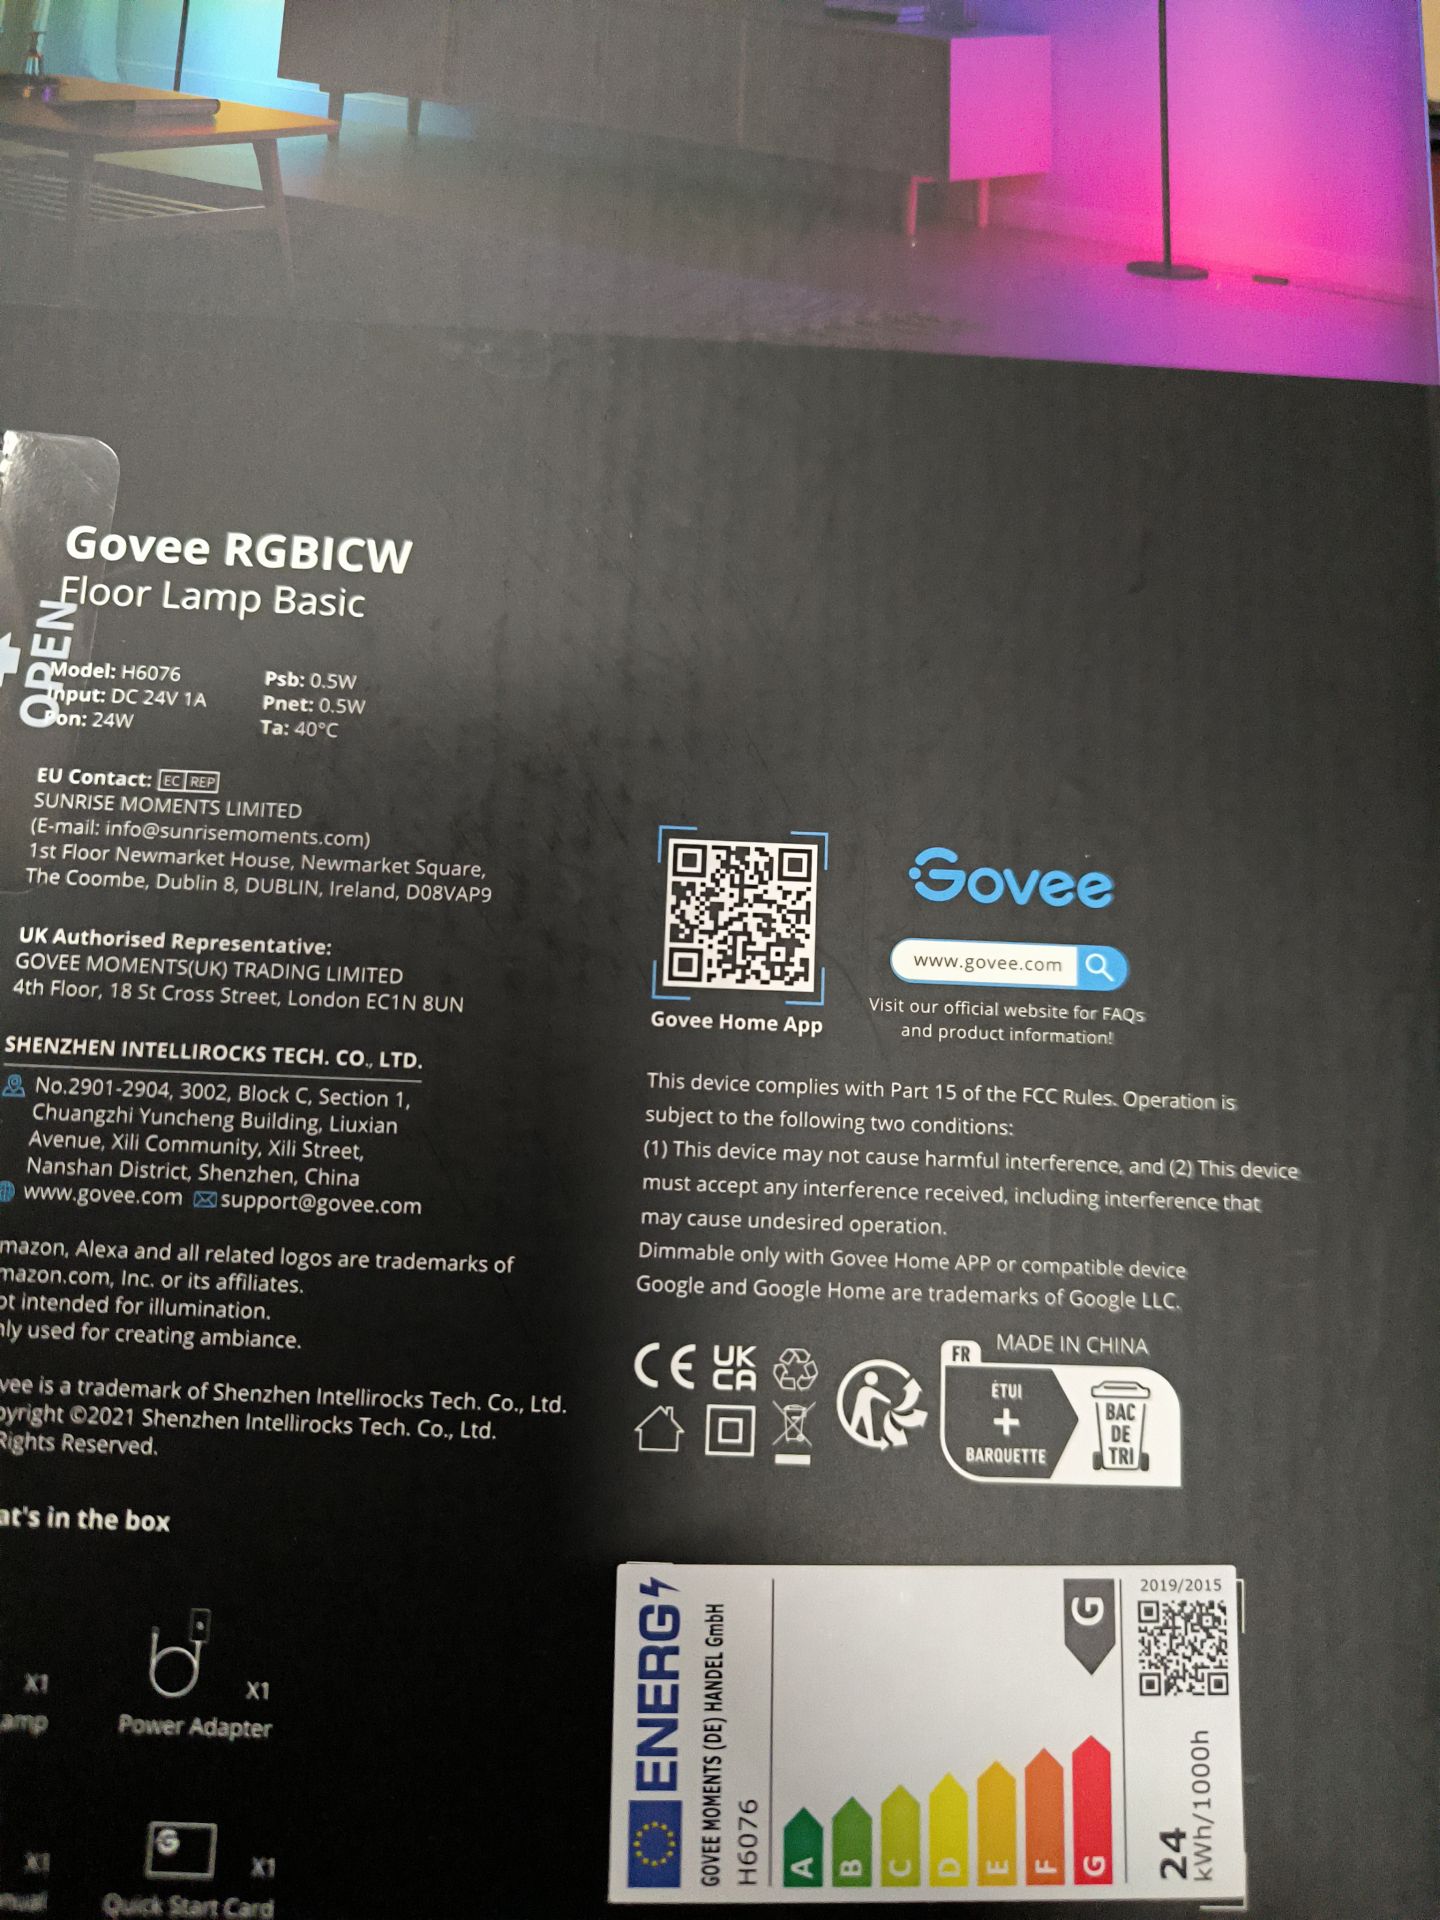 Govee RGBICW
Floor Lamp Basic
OPEN
Model: H6076
Input: DC 24V 1A
Pon: 24W
Psb: 0.5W
Pnet: 0.5W
Ta: 40°C
EU Contact: EC REP
SUNRISE MOMENTS LIMITED
(E-mail: info@sunrisemoments.com)
1st Floor Newmarket House, Newmarket Square,
The Coombe, Dublin 8, DUBLIN, Ireland, D08VAP9
UK Authorised Representative:
GOVEE MOMENTS(UK) TRADING LIMITED
4th Floor, 18 St Cross Street, London EC1N 8UN
SHENZHEN INTELLIROCKS TECH. CO., LTD.
No.2901-2904, 3002, Block C, Section 1,
Chuangzhi Yuncheng Building, Liuxian
Avenue, Xili Community, Xili Street,
Nanshan District, Shenzhen, China
www.govee.com support@govee.com
mazon, Alexa and all related logos are trademarks of
mazon.com, Inc. or its affiliates.
ot intended for illumination.
nly used for creating ambiance.
vee is a trademark of Shenzhen Intellirocks Tech. Co., Ltd.
pyright ©2021 Shenzhen Intellirocks Tech. Co., Ltd.
Rights Reserved.
at's in the box
X1
amp
X1
Power Adapter
X1
nual
G
X1
Quick Start Card
Govee Home App
Govee
www.govee.com
Visit our official website for FAQs
and product information!
This device complies with Part 15 of the FCC Rules. Operation is
subject to the following two conditions:
(1) This device may not cause harmful interference, and (2) This device
must accept any interference received, including interference that
may cause undesired operation.
Dimmable only with Govee Home APP or compatible device
Google and Google Home are trademarks of Google LLC.
CE UK CA
MADE IN CHINA
FR
ÉTUI
+
BARQUETTE
BAC
DE
TRI
ENERG
GOVEE MOMENTS (DE) HANDEL GmbH
H6076
A
B
C
D
E
F
G
G
2019/2015
24
kWh/1000h